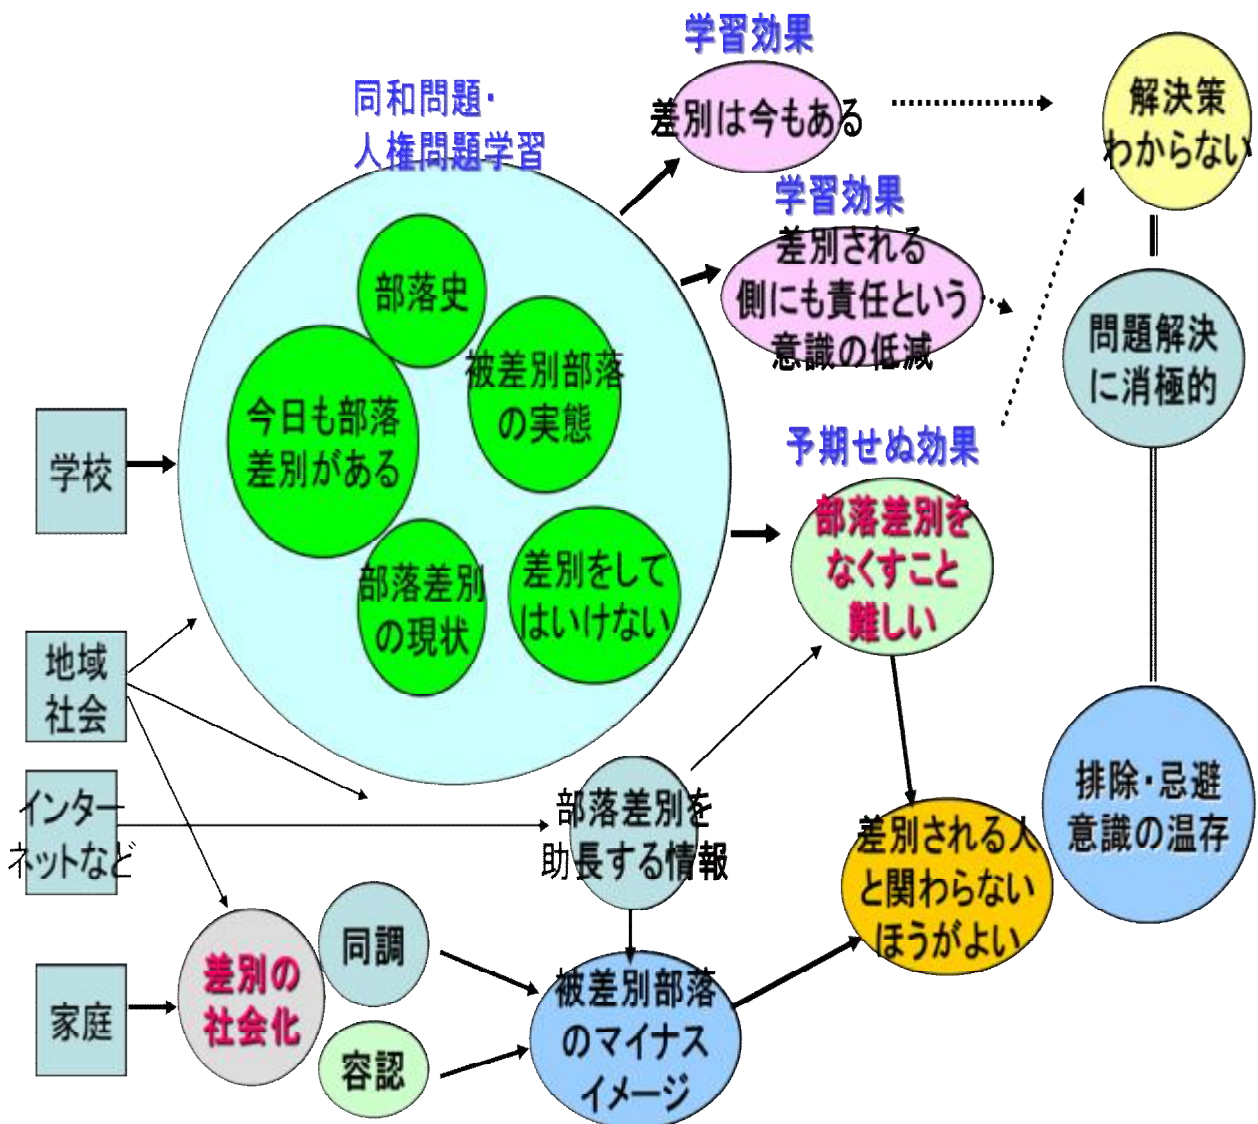 学習効果
差別は今もある
解決策
わからない
同和問題・
人権問題学習
学習効果
差別される
側にも責任という
意識の低減
部落史
被差別部落
の実態
今日も部落
差別がある
問題解決
に消極的
学校
予期せぬ効果
部落差別を
なくすこと
難しい
部落差別
の現状
差別をして
はいけない
地域
社会
インター
ネットなど
部落差別を
助長する情報
差別される人
と関わらない
ほうがよい
排除・忌避
意識の温存
同調
差別の
社会化
家庭
容認
被差別部落
のマイナス
イメージ